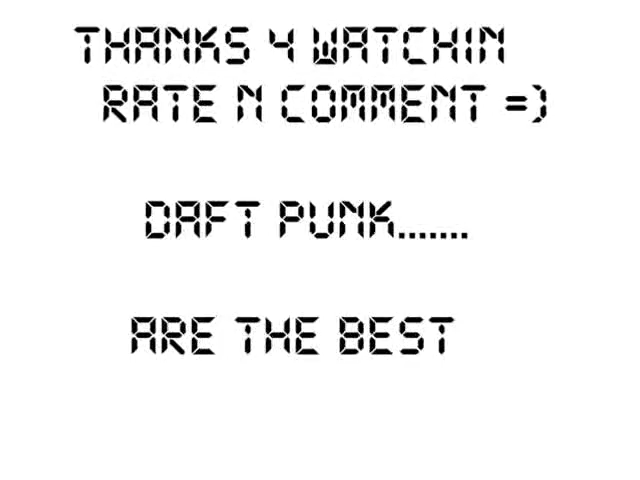 THANKS 4 WATCHIN
RATE N COMMENT =)
DAFT PUNK.......
ARE THE BEST